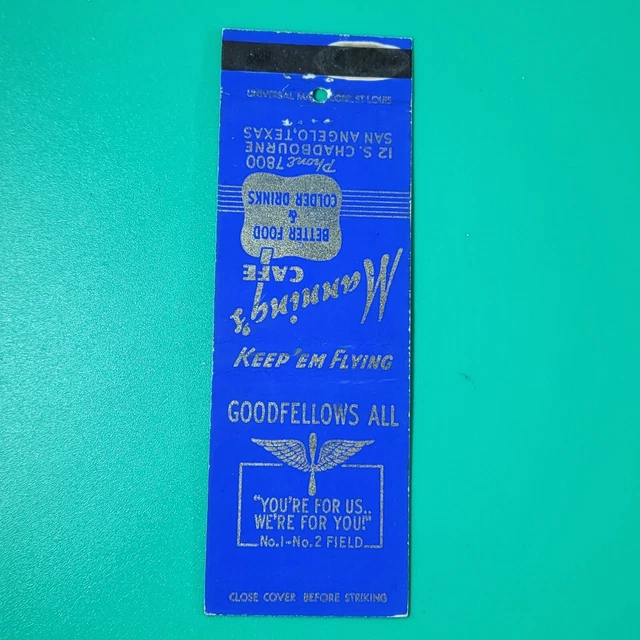 UNIVERSAL MATCH CORP., ST. LOUIS
12 S. CHADBOURNE
SAN ANGELO, TEXAS
Phone 7800
BETTER FOOD
&
COLDER DRINKS
Manning's
CAFE
KEEP 'EM FLYING
GOODFELLOWS ALL
"YOU'RE FOR US..
WE'RE FOR YOU!"
No.1-No.2 FIELD
CLOSE COVER BEFORE STRIKING